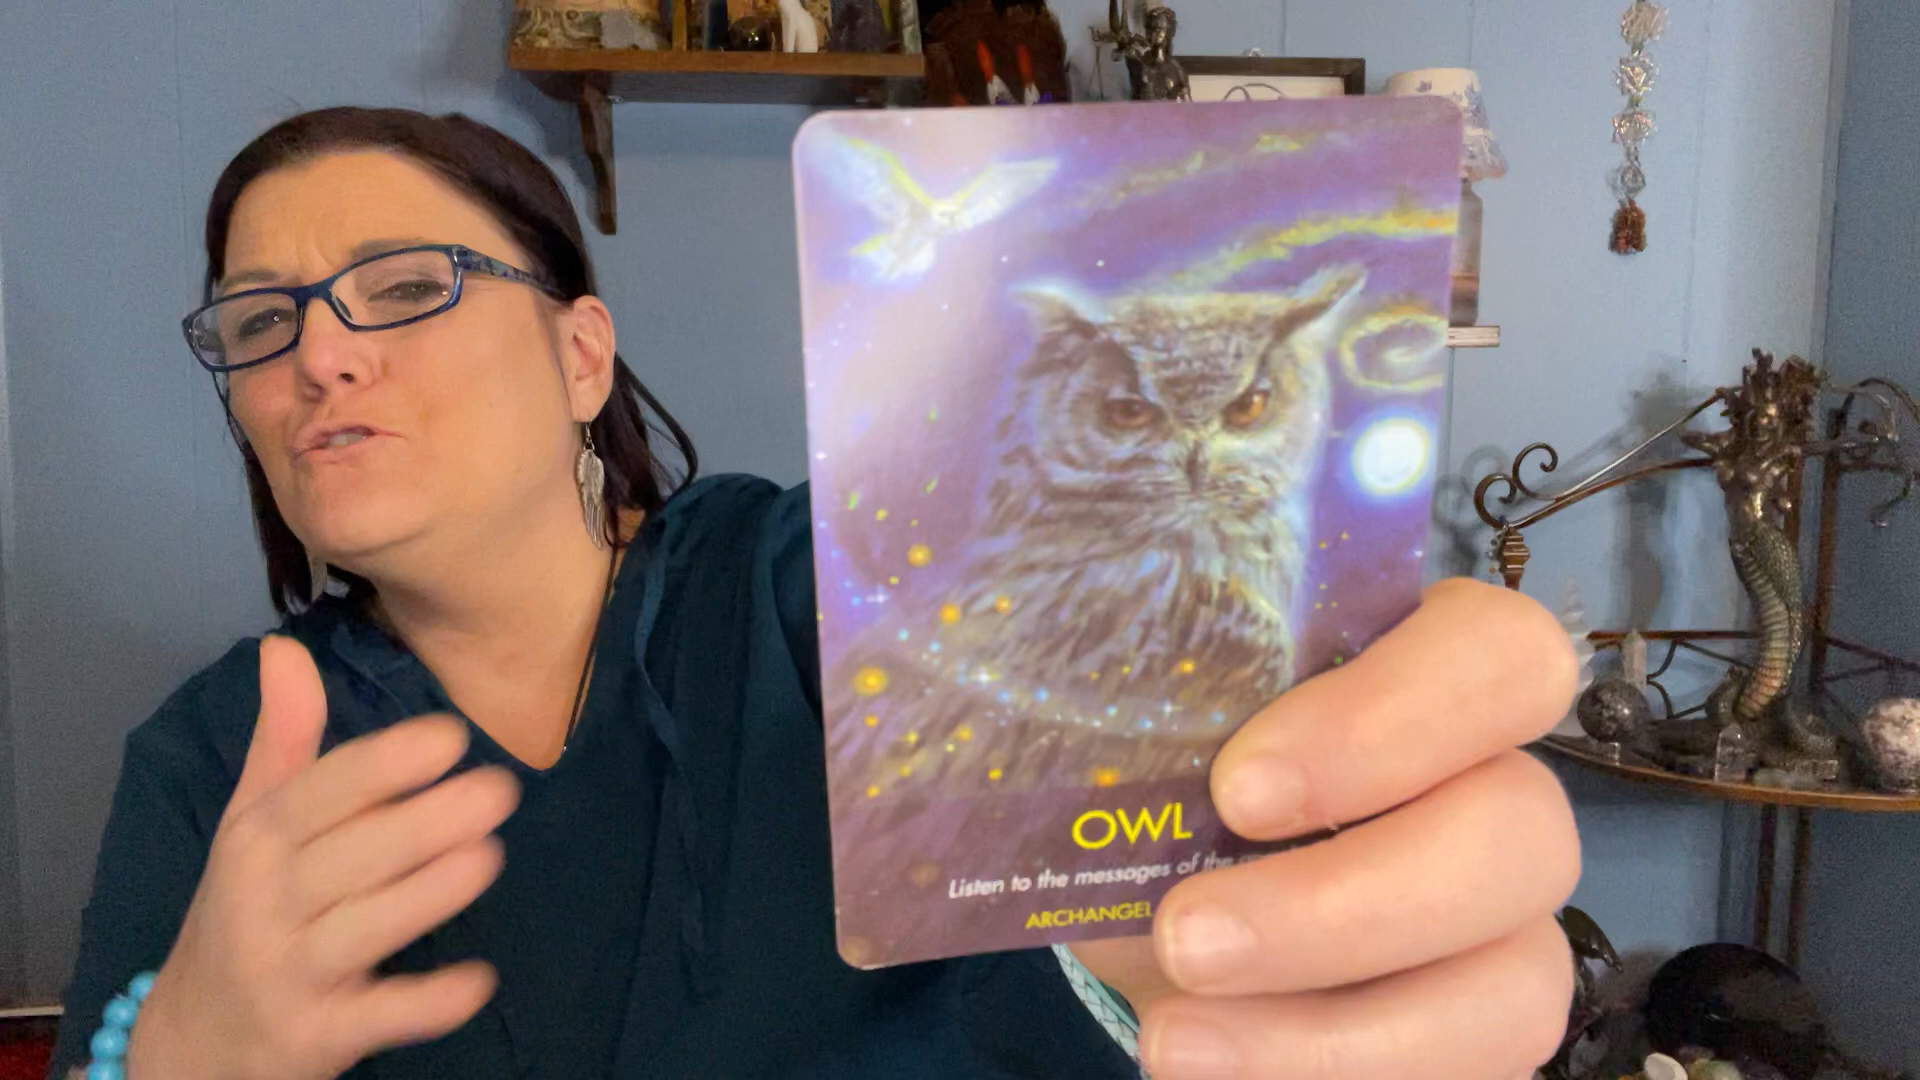 OWL
Listen to the messages of the
ARCHANGEL